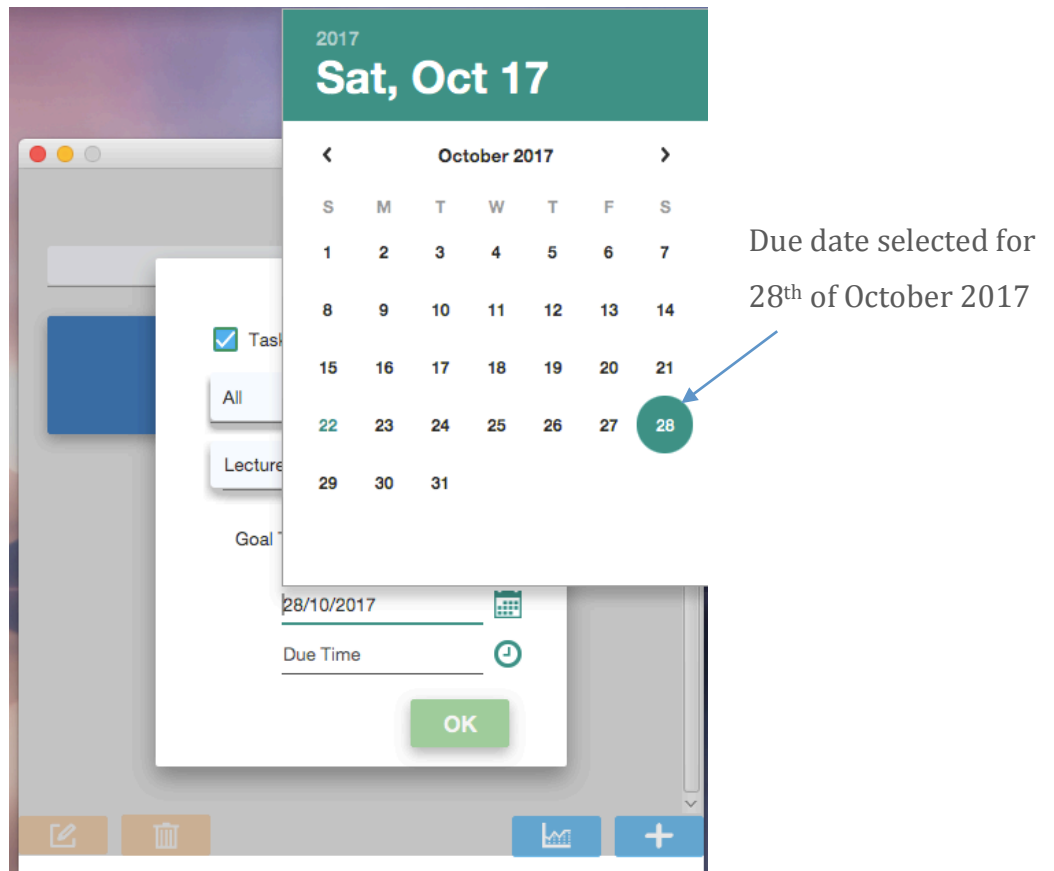 2017
Sat, Oct 17
October 2017
S M T W T F S
1 2 3 4 5 6 7
8 9 10 11 12 13 14
15 16 17 18 19 20 21
22 23 24 25 26 27 28
29 30 31
Due date selected for
28th of October 2017
All
Lecture
Goal
28/10/2017
Due Time
OK